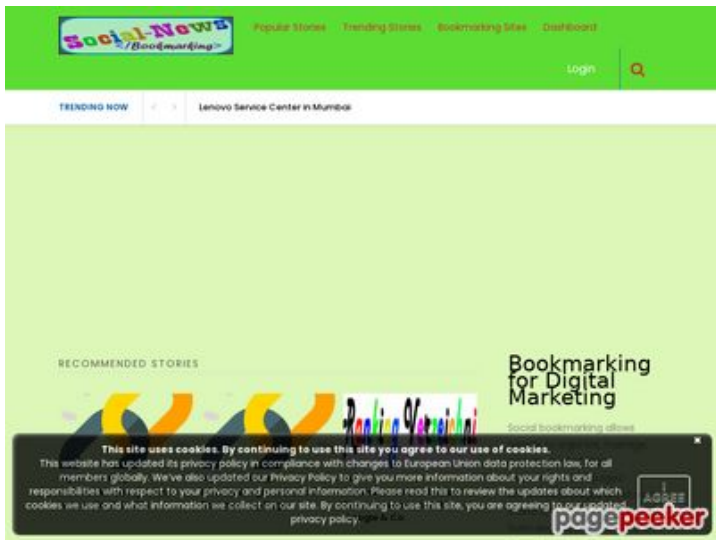 Social-News
</Bookmarking>
Popular Stories Trending Stories Bookmarking Sites Dashboard
Login
TRENDING NOW < > Lenovo Service Center in Mumbai
RECOMMENDED STORIES
Bookmarking
for Digital
Marketing
Social bookmarking allows
Ranking Verzeichni
×
This site uses cookies. By continuing to use this site you agree to our use of cookies.
This website has updated its privacy policy in compliance with changes to European Union data protection law, for all
members globally. We've also updated our Privacy Policy to give you more information about your rights and
responsibilities with respect to your privacy and personal information. Please read this to review the updates about which
cookies we use and what information we collect on our site. By continuing to use this site, you are agreeing to our updated
privacy policy.
I
AGREE
pagepeeker